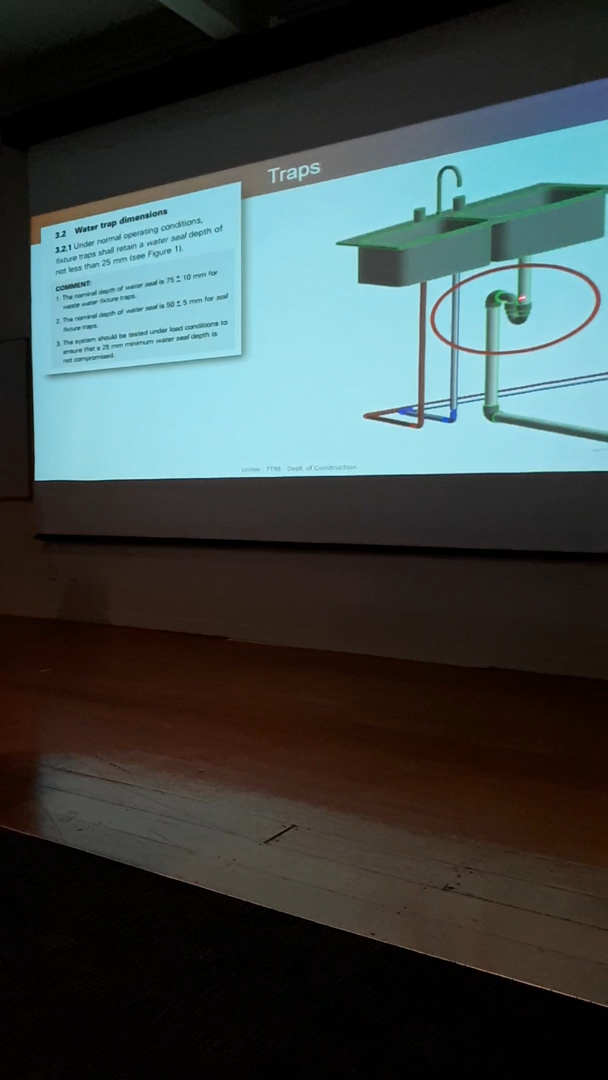 Traps
3.2 Water trap dimensions
3.2.1 Under normal operating conditions,
fixture traps shall retain a water seal depth of
not less than 25 mm (see Figure 1).
COMMENT:
1. The nominal depth of water seal is 75 ± 10 mm for
waste water fixture traps.
2. The nominal depth of water seal is 50 ± 5 mm for soil
fixture traps.
3. The system should be tested under load conditions to
ensure that a 25 mm minimum water seal depth is
not compromised.
Unitec - FTBE - Dept. of Construction